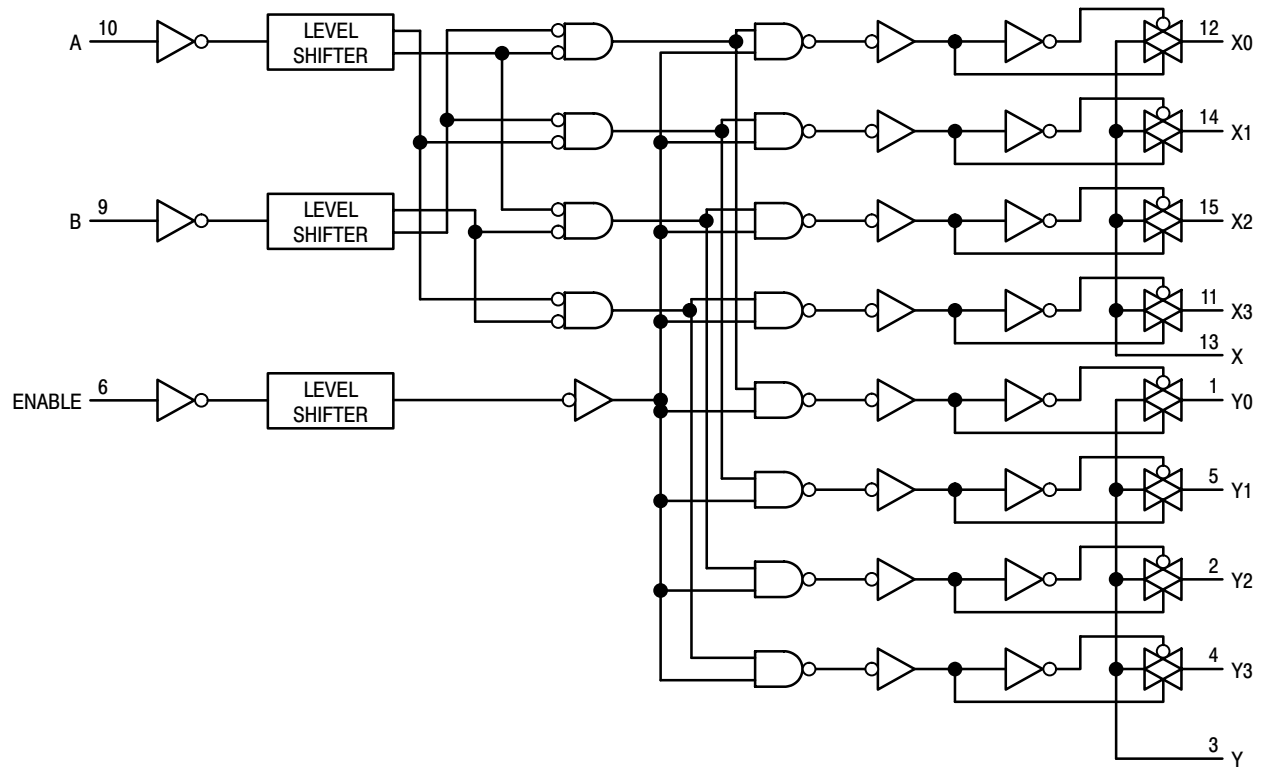 A
10
LEVEL
SHIFTER
12
X0
14
X1
B
9
LEVEL
SHIFTER
15
X2
11
X3
13
X
ENABLE
6
LEVEL
SHIFTER
1
Y0
5
Y1
2
Y2
4
Y3
3
Y